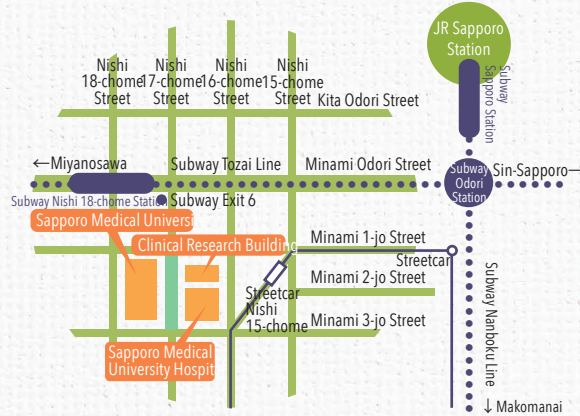 JR Sapporo
Station
Subway
Sapporo Station
Nishi
18-chome
Street
Nishi
17-chome
Street
Nishi
16-chome
Street
Nishi
15-chome
Street
Kita Odori Street
←Miyanosawa
Subway Tozai Line
Minami Odori Street
Subway
Odori
Station
Sin-Sapporo→
Subway Nishi 18-chome Station
Subway Exit 6
Sapporo Medical Universi
Clinical Research Building
Minami 1-jo Street
Streetcar
Minami 2-jo Street
Streetcar
Nishi
15-chome
Minami 3-jo Street
Subway Nanboku Line
Sapporo Medical
University Hospit
↓Makomanai